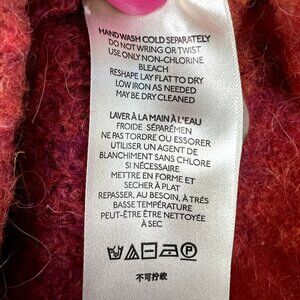 HAND WASH COLD SEPARATELY
DO NOT WRING OR TWIST
USE ONLY NON-CHLORINE
BLEACH
RESHAPE LAY FLAT TO DRY
LOW IRON AS NEEDED
MAY BE DRY CLEANED
LAVER À LA MAIN À L'EAU
FROIDE SÉPARÉMEN
NE PAS TORDRE OU ESSORER
UTILISER UN AGENT DE
BLANCHIMENT SANS CHLORE
SI NÉCESSAIRE
METTRE EN FORME ET
SÉCHER À PLAT
REPASSER, AU BESOIN, À TRÈS
BASSE TEMPÉRATURE
PEUT-ÊTRE ÊTRE NETTOYÉE
À SEC
不可拧绞